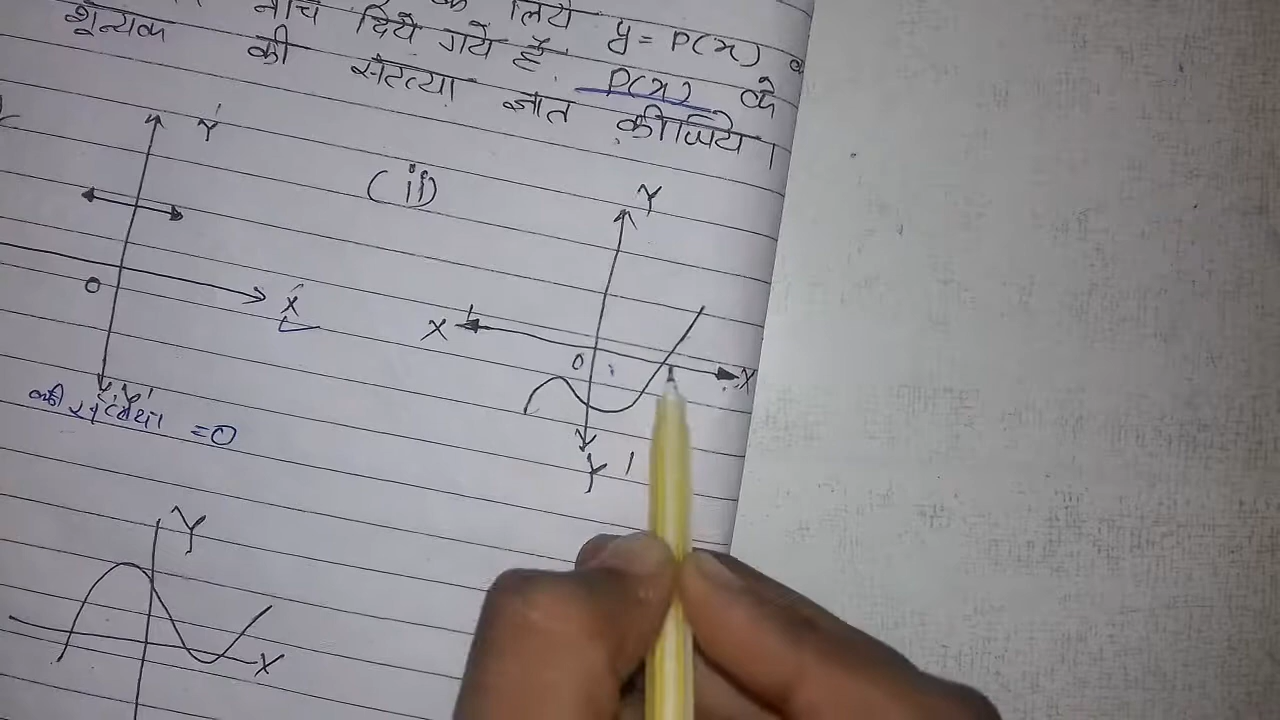 के लिये y = P(x)
नीचे दिये गये हैं. P(x) के
शून्यक की संख्या ज्ञात कीजिये।
Y'
(ii)
Y
X'
X
O
O
X
Y'
की संख्या = 0
Y
X